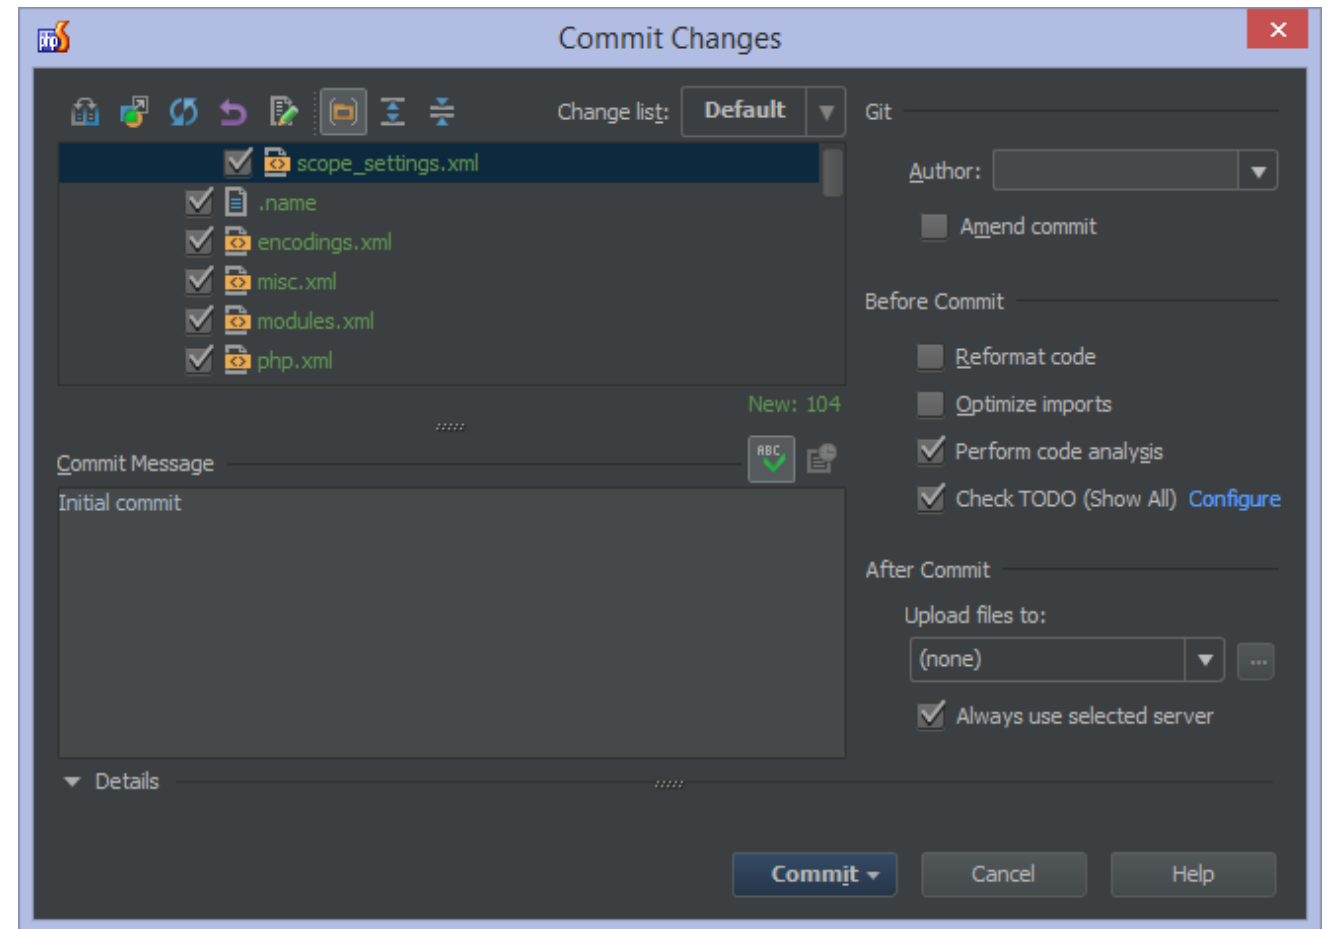 php
Commit Changes
Change list: Default
scope_settings.xml
.name
encodings.xml
misc.xml
modules.xml
php.xml
New: 104
Commit Message
ABC
Initial commit
Details
Git
Author:
Amend commit
Before Commit
Reformat code
Optimize imports
Perform code analysis
Check TODO (Show All) Configure
After Commit
Upload files to:
(none)
...
Always use selected server
Commit
Cancel
Help